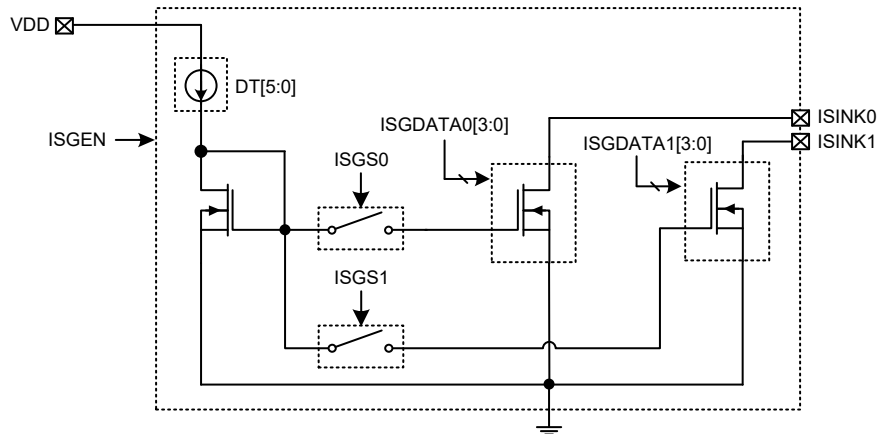 VDD
DT[5:0]
ISGEN
ISGDATA0[3:0]
ISINK0
ISINK1
ISGDATA1[3:0]
ISGS0
ISGS1